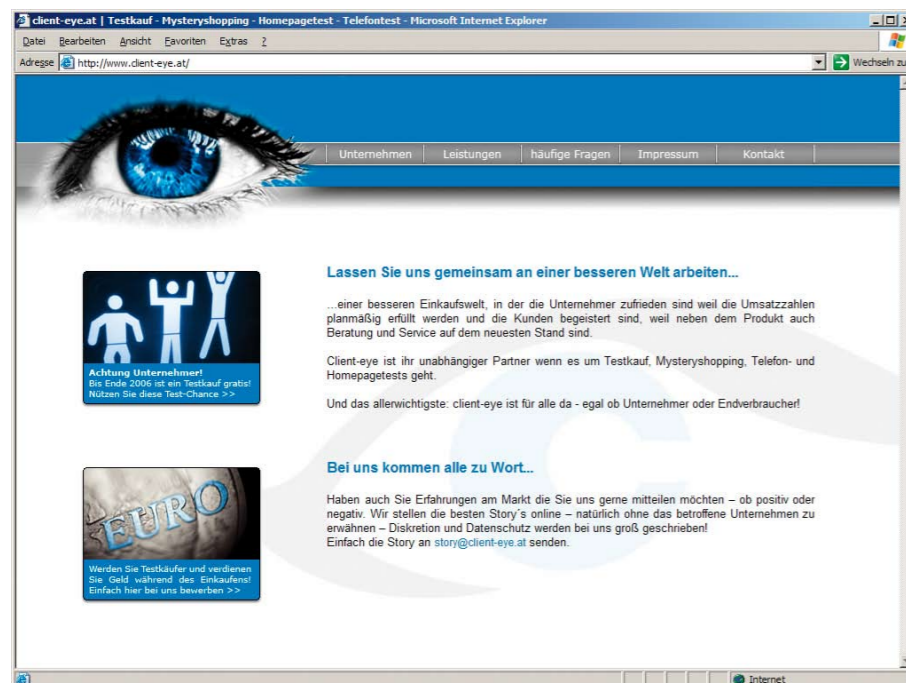 client-eye.at | Testkauf - Mysteryshopping - Homepagetest - Telefontest - Microsoft Internet Explorer
Datei Bearbeiten Ansicht Favoriten Extras ?
Adresse http://www.client-eye.at/ Wechseln zu
Unternehmen Leistungen häufige Fragen Impressum Kontakt
Lassen Sie uns gemeinsam an einer besseren Welt arbeiten...
...einer besseren Einkaufswelt, in der die Unternehmer zufrieden sind weil die Umsatzzahlen
planmäßig erfüllt werden und die Kunden begeistert sind, weil neben dem Produkt auch
Beratung und Service auf dem neuesten Stand sind.
Client-eye ist ihr unabhängiger Partner wenn es um Testkauf, Mysteryshopping, Telefon- und
Homepagetests geht.
Und das allerwichtigste: client-eye ist für alle da - egal ob Unternehmer oder Endverbraucher!
Achtung Unternehmer!
Bis Ende 2006 ist ein Testkauf gratis!
Nützen Sie diese Test-Chance >>
Bei uns kommen alle zu Wort...
Haben auch Sie Erfahrungen am Markt die Sie uns gerne mitteilen möchten – ob positiv oder
negativ. Wir stellen die besten Story´s online – natürlich ohne das betroffene Unternehmen zu
erwähnen – Diskretion und Datenschutz werden bei uns groß geschrieben!
Einfach die Story an story@client-eye.at senden.
EURO
Werden Sie Testkäufer und verdienen
Sie Geld während des Einkaufens!
Einfach hier bei uns bewerben >>
Internet